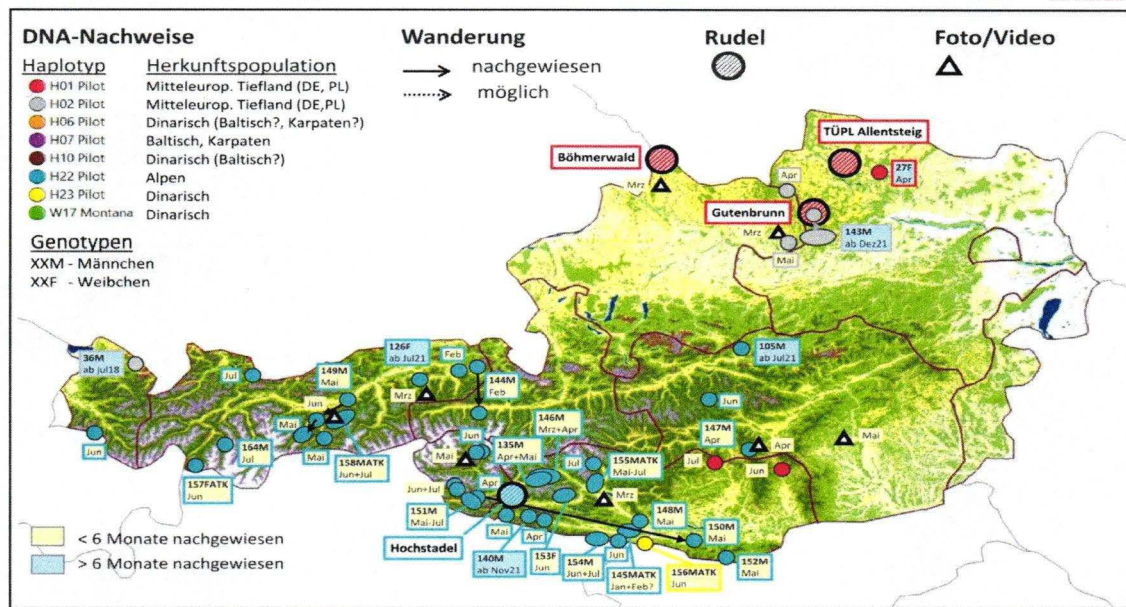 DNA-Nachweise
Haplotyp Herkunftspopulation
H01 Pilot Mitteleurop. Tiefland (DE, PL)
H02 Pilot Mitteleurop. Tiefland (DE,PL)
H06 Pilot Dinarisch (Baltisch?, Karpaten?)
H07 Pilot Baltisch, Karpaten
H10 Pilot Dinarisch (Baltisch?)
H22 Pilot Alpen
H23 Pilot Dinarisch
W17 Montana Dinarisch
Genotypen
XXM - Männchen
XXF - Weibchen
Wanderung
nachgewiesen
möglich
Rudel
Foto/Video
TÜPL Allentsteig
Böhmerwald
Mrz
27F
Apr
Apr
Gutenbrunn
Mrz
Mai
143M
ab Dez21
36M
ab Jul18
Jun
Jul
149M
Mai
Jun
Mai
Mai
164M
Jul
157FATK
Jun
158MATK
Jun+Jul
126F
ab Jul21
Feb
Mrz
144M
Feb
105M
ab Jul21
Jun
147M
Apr
Apr
Mai
Jul
Jun
146M
Mrz+Apr
Jun
Mai
135M
Apr+Mai
Jul
155MATK
Mai-Jul
Jun+Jul
Apr
Mrz
151M
Mai-Jul
Mai
Apr
Hochstadel
140M
ab Nov21
153F
Jun
154M
Jun+Jul
Jun
148M
Mai
150M
Mai
145MATK
Jan+Feb?
156MATK
Jun
152M
Mai
< 6 Monate nachgewiesen
> 6 Monate nachgewiesen